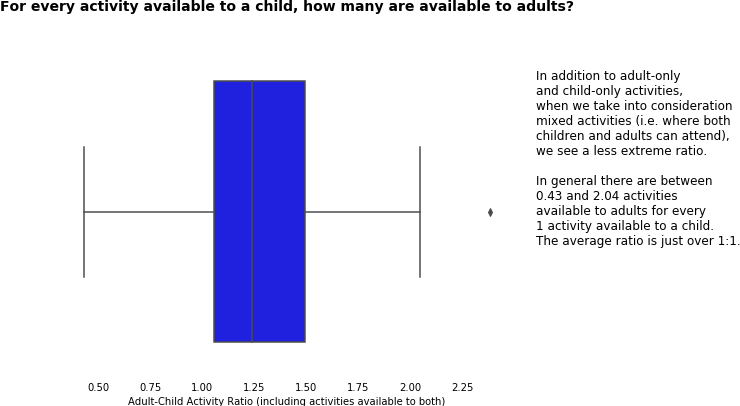 For every activity available to a child, how many are available to adults?
In addition to adult-only
and child-only activities,
when we take into consideration
mixed activities (i.e. where both
children and adults can attend),
we see a less extreme ratio.
In general there are between
0.43 and 2.04 activities
available to adults for every
1 activity available to a child.
The average ratio is just over 1:1.
0.50 0.75 1.00 1.25 1.50 1.75 2.00 2.25
Adult-Child Activity Ratio (including activities available to both)